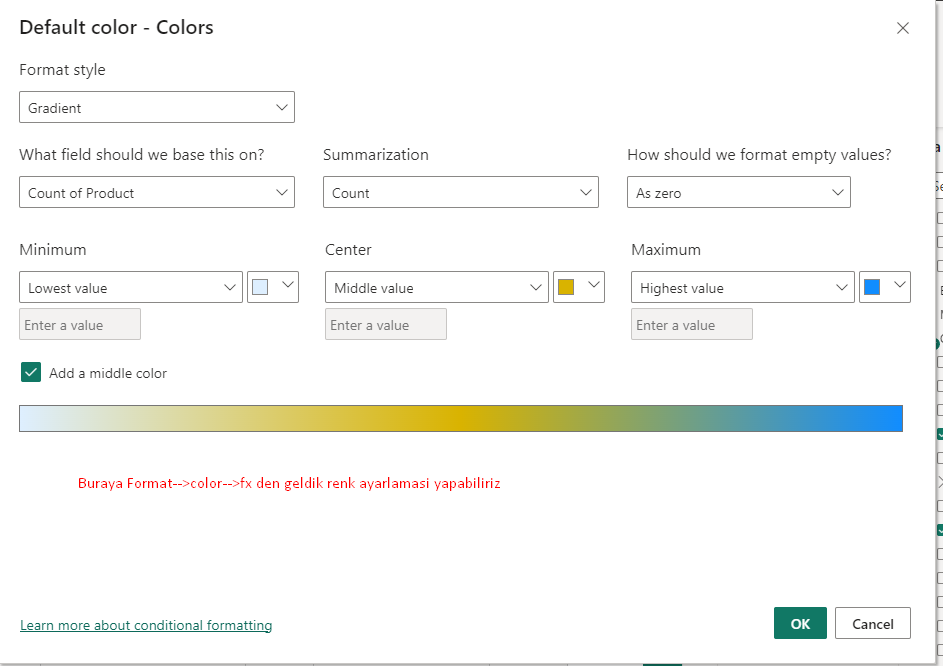 Default color - Colors
Format style
Gradient
What field should we base this on?
Summarization
How should we format empty values?
Count of Product
Count
As zero
Minimum
Center
Maximum
Lowest value
Middle value
Highest value
Enter a value
Enter a value
Enter a value
Add a middle color
Buraya Format-->color-->fx den geldik renk ayarlamasi yapabiliriz
Learn more about conditional formatting
OK
Cancel